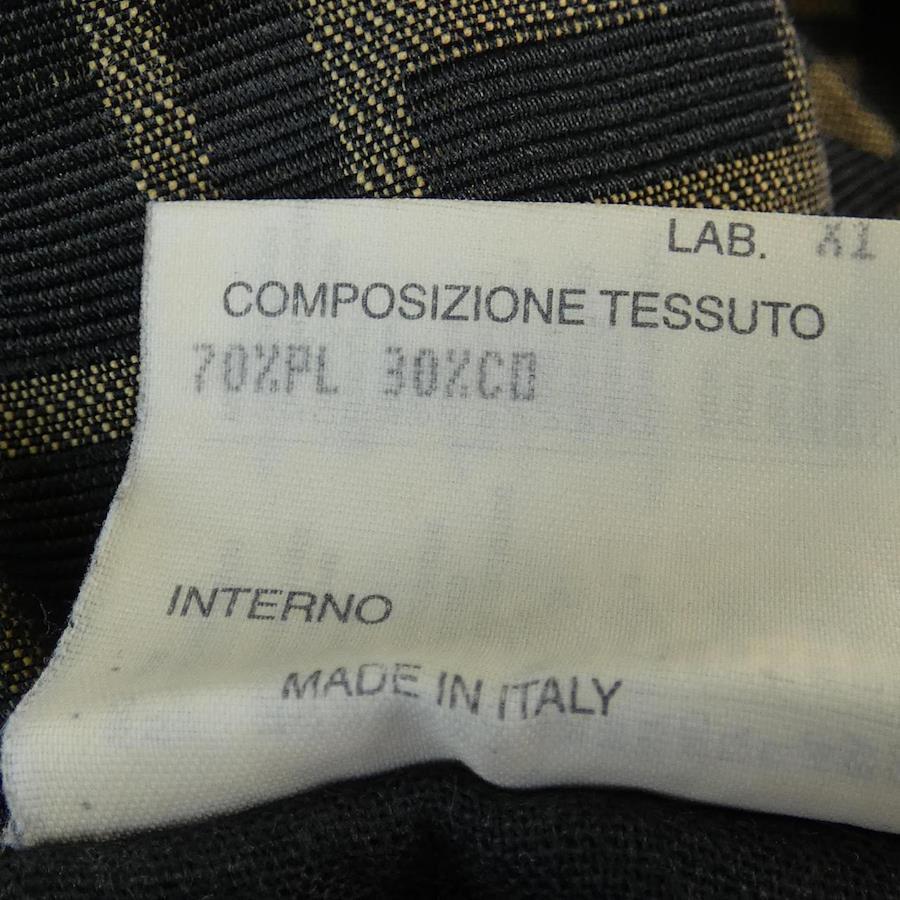 LAB. X1
COMPOSIZIONE TESSUTO
70%PL 30%CO
INTERNO
MADE IN ITALY